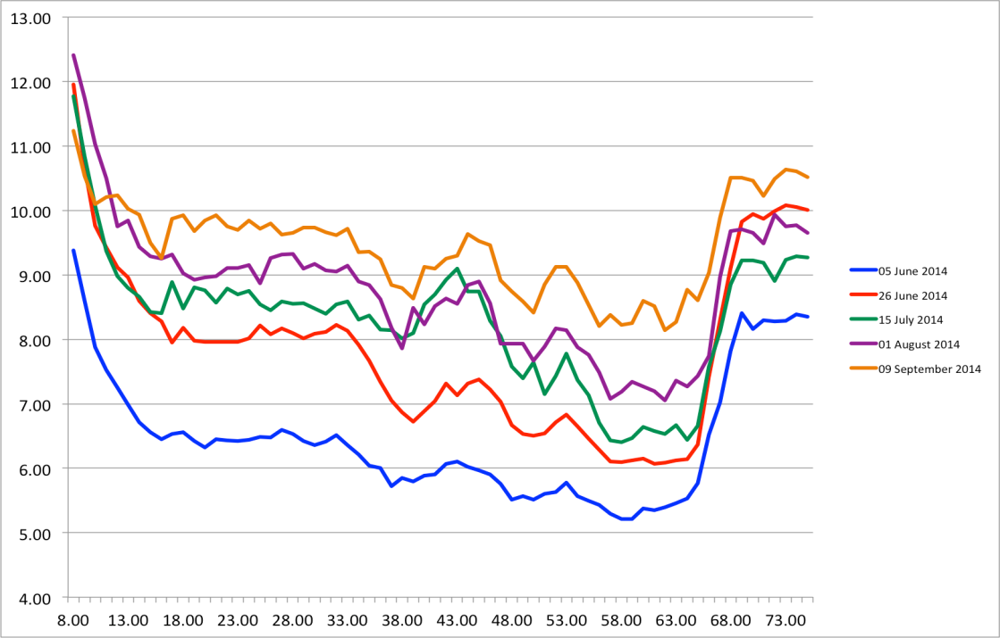 13.00
12.00
11.00
10.00
9.00
8.00
7.00
6.00
5.00
4.00
8.00 13.00 18.00 23.00 28.00 33.00 38.00 43.00 48.00 53.00 58.00 63.00 68.00 73.00
05 June 2014
26 June 2014
15 July 2014
01 August 2014
09 September 2014